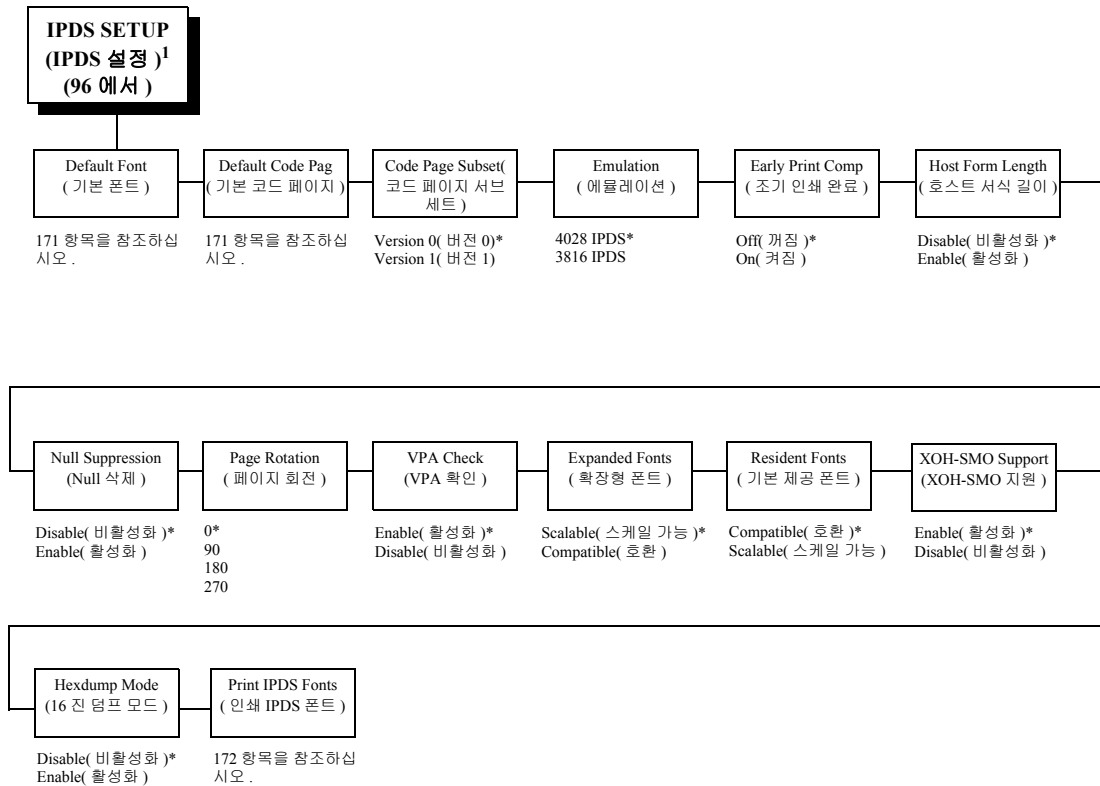 IPDS SETUP
(IPDS 설정 )1
(96 에서 )
Default Font
( 기본 폰트 )
171 항목을 참조하십
시오 .
Default Code Pag
( 기본 코드 페이지 )
171 항목을 참조하십
시오 .
Code Page Subset(
코드 페이지 서브
세트 )
Version 0( 버전 0)*
Version 1( 버전 1)
Emulation
( 에뮬레이션 )
4028 IPDS*
3816 IPDS
Early Print Comp
( 조기 인쇄 완료 )
Off( 꺼짐 )*
On( 켜짐 )
Host Form Length
( 호스트 서식 길이 )
Disable( 비활성화 )*
Enable( 활성화 )
Null Suppression
(Null 삭제 )
Disable( 비활성화 )*
Enable( 활성화 )
Page Rotation
( 페이지 회전 )
0*
90
180
270
VPA Check
(VPA 확인 )
Enable( 활성화 )*
Disable( 비활성화 )
Expanded Fonts
( 확장형 폰트 )
Scalable( 스케일 가능 )*
Compatible( 호환 )
Resident Fonts
( 기본 제공 폰트 )
Compatible( 호환 )*
Scalable( 스케일 가능 )
XOH-SMO Support
(XOH-SMO 지원 )
Enable( 활성화 )*
Disable( 비활성화 )
Hexdump Mode
(16 진 덤프 모드 )
Disable( 비활성화 )*
Enable( 활성화 )
Print IPDS Fonts
( 인쇄 IPDS 폰트 )
172 항목을 참조하십
시오 .